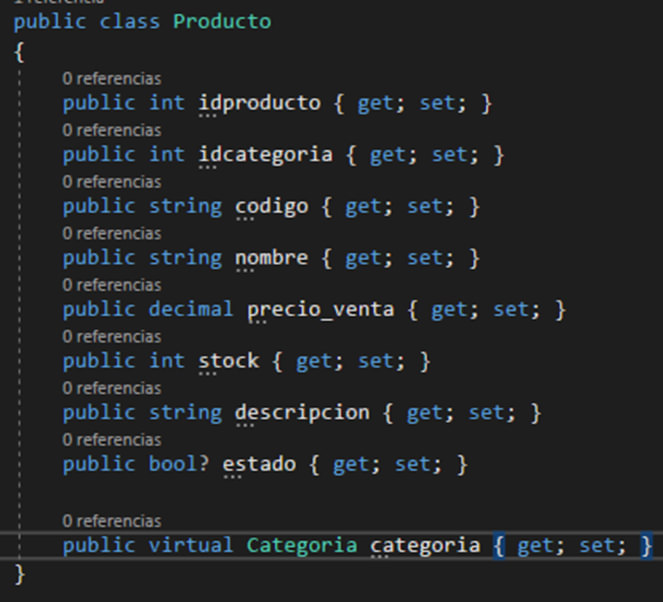 1 referencia
public class Producto
{
0 referencias
public int idproducto { get; set; }
0 referencias
public int idcategoria { get; set; }
0 referencias
public string codigo { get; set; }
0 referencias
public string nombre { get; set; }
0 referencias
public decimal precio_venta { get; set; }
0 referencias
public int stock { get; set; }
0 referencias
public string descripcion { get; set; }
0 referencias
public bool? estado { get; set; }
0 referencias
public virtual Categoria categoria { get; set; }
}